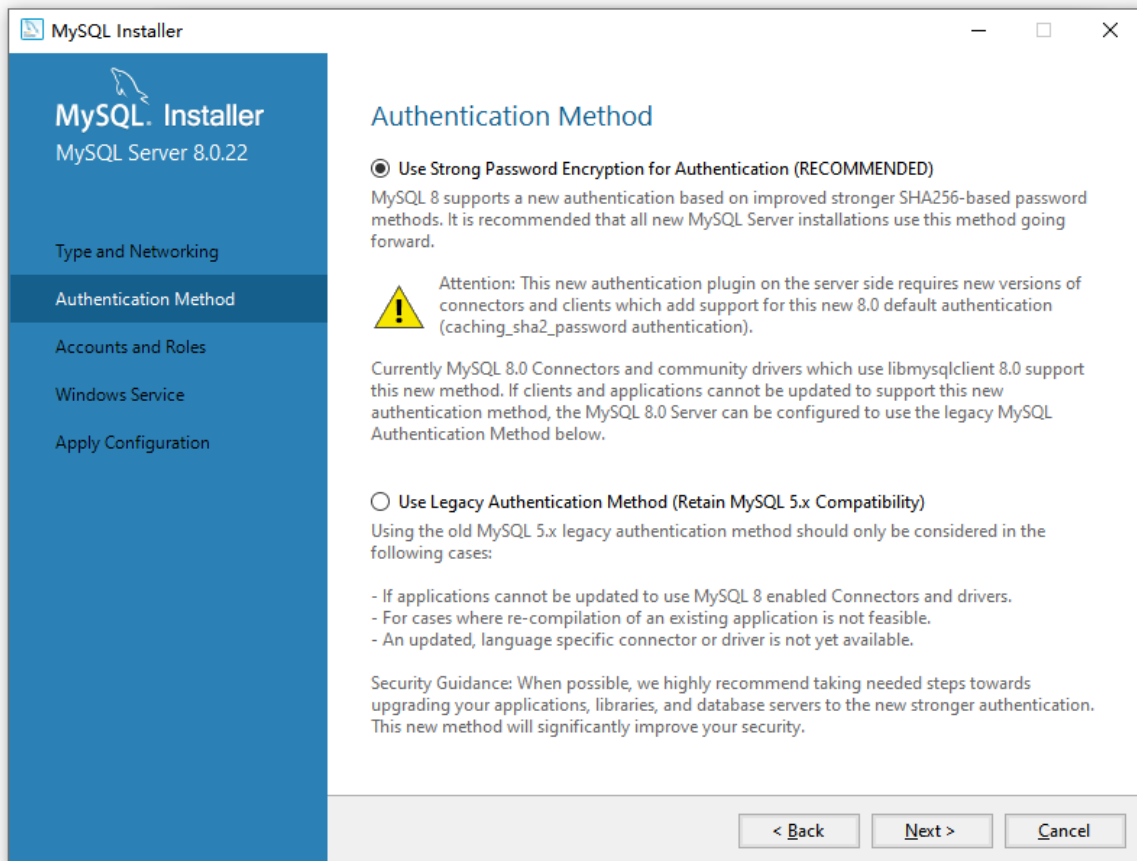 MySQL Installer
MySQL. Installer
MySQL Server 8.0.22
Type and Networking
Authentication Method
Accounts and Roles
Windows Service
Apply Configuration
Authentication Method
Use Strong Password Encryption for Authentication (RECOMMENDED)
MySQL 8 supports a new authentication based on improved stronger SHA256-based password
methods. It is recommended that all new MySQL Server installations use this method going
forward.
Attention: This new authentication plugin on the server side requires new versions of
connectors and clients which add support for this new 8.0 default authentication
(caching_sha2_password authentication).
Currently MySQL 8.0 Connectors and community drivers which use libmysqlclient 8.0 support
this new method. If clients and applications cannot be updated to support this new
authentication method, the MySQL 8.0 Server can be configured to use the legacy MySQL
Authentication Method below.
Use Legacy Authentication Method (Retain MySQL 5.x Compatibility)
Using the old MySQL 5.x legacy authentication method should only be considered in the
following cases:
- If applications cannot be updated to use MySQL 8 enabled Connectors and drivers.
- For cases where re-compilation of an existing application is not feasible.
- An updated, language specific connector or driver is not yet available.
Security Guidance: When possible, we highly recommend taking needed steps towards
upgrading your applications, libraries, and database servers to the new stronger authentication.
This new method will significantly improve your security.
< Back Next > Cancel